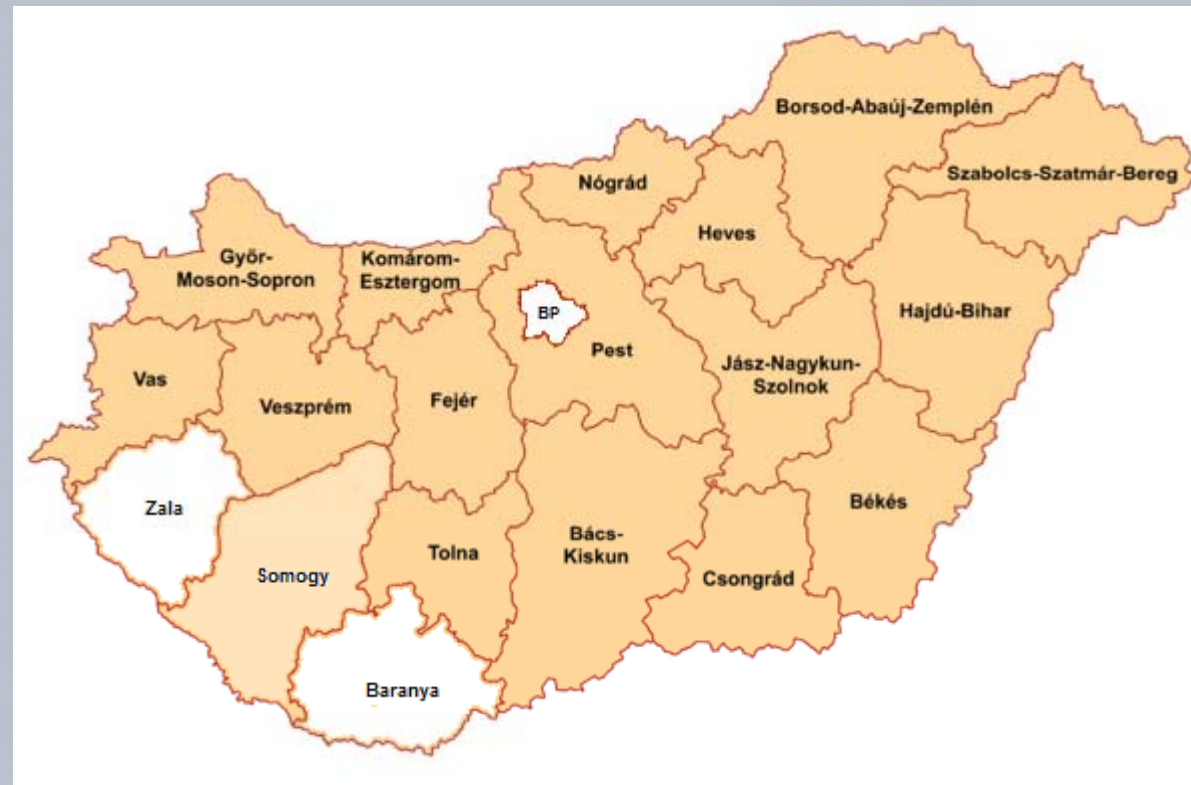 Borsod-Abaúj-Zemplén
Szabolcs-Szatmár-Bereg
Nógrád
Heves
Győr-
Moson-Sopron
Komárom-
Esztergom
BP
Pest
Hajdú-Bihar
Jász-Nagykun-
Szolnok
Vas
Veszprém
Fejér
Zala
Somogy
Tolna
Bács-
Kiskun
Csongrád
Békés
Baranya